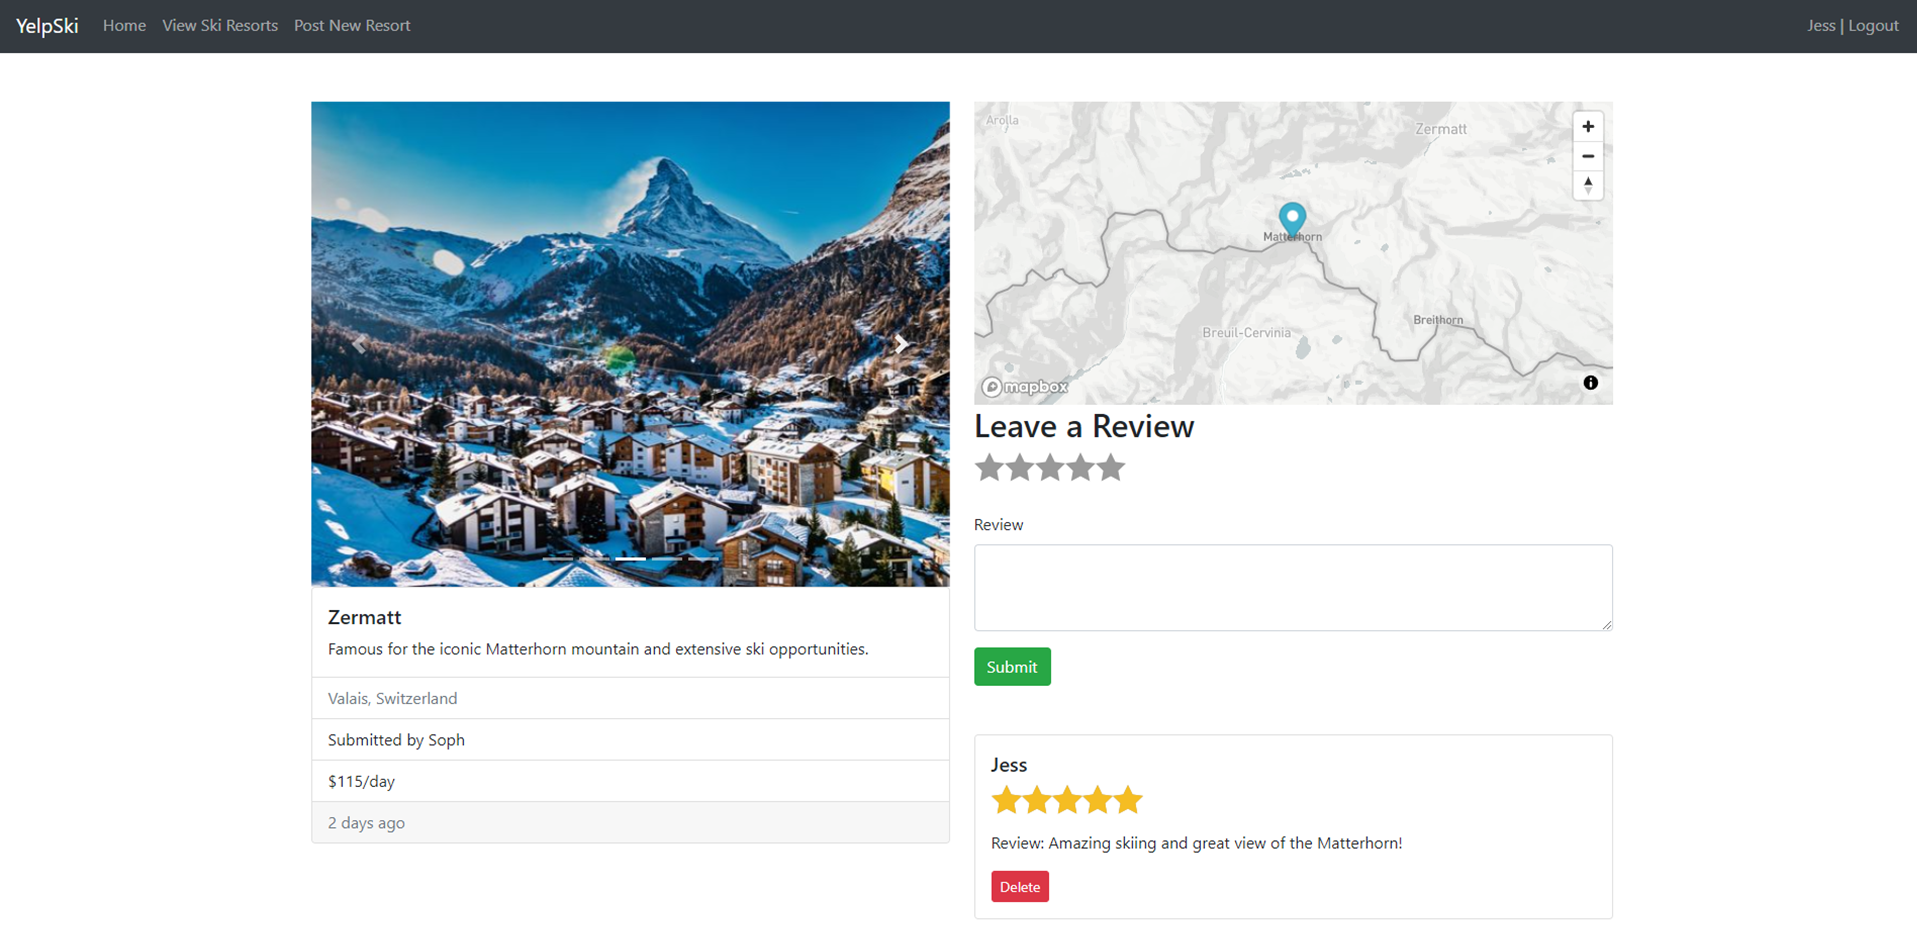 YelpSki Home View Ski Resorts Post New Resort Jess | Logout
Arolla
Zermatt
Matterhorn
Breithorn
Breuil-Cervinia
mapbox
Zermatt
Famous for the iconic Matterhorn mountain and extensive ski opportunities.
Valais, Switzerland
Submitted by Soph
$115/day
2 days ago
Leave a Review
Review
Submit
Jess
Review: Amazing skiing and great view of the Matterhorn!
Delete